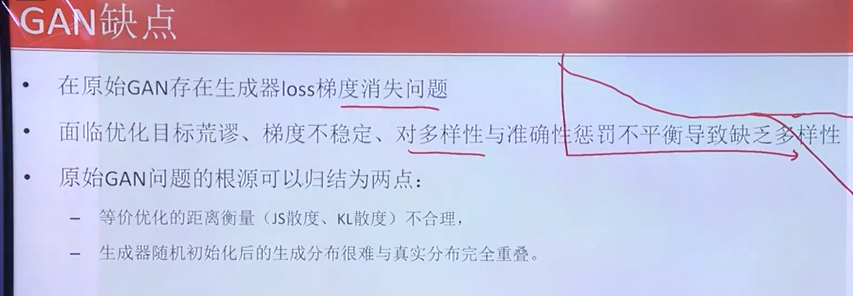 GAN缺点
• 在原始GAN存在生成器loss梯度消失问题
• 面临优化目标荒谬、梯度不稳定、对多样性与准确性惩罚不平衡导致缺乏多样性
• 原始GAN问题的根源可以归结为两点：
– 等价优化的距离衡量（JS散度、KL散度）不合理，
– 生成器随机初始化后的生成分布很难与真实分布完全重叠。